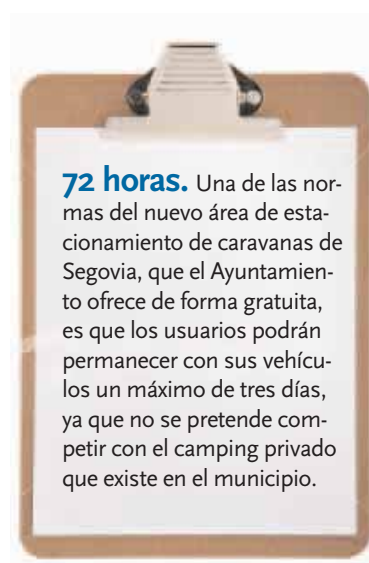 72 horas. Una de las nor-
mas del nuevo área de esta-
cionamiento de caravanas de
Segovia, que el Ayuntamien-
to ofrece de forma gratuita,
es que los usuarios podrán
permanecer con sus vehícu-
los un máximo de tres días,
ya que no se pretende com-
petir con el camping privado
que existe en el municipio.